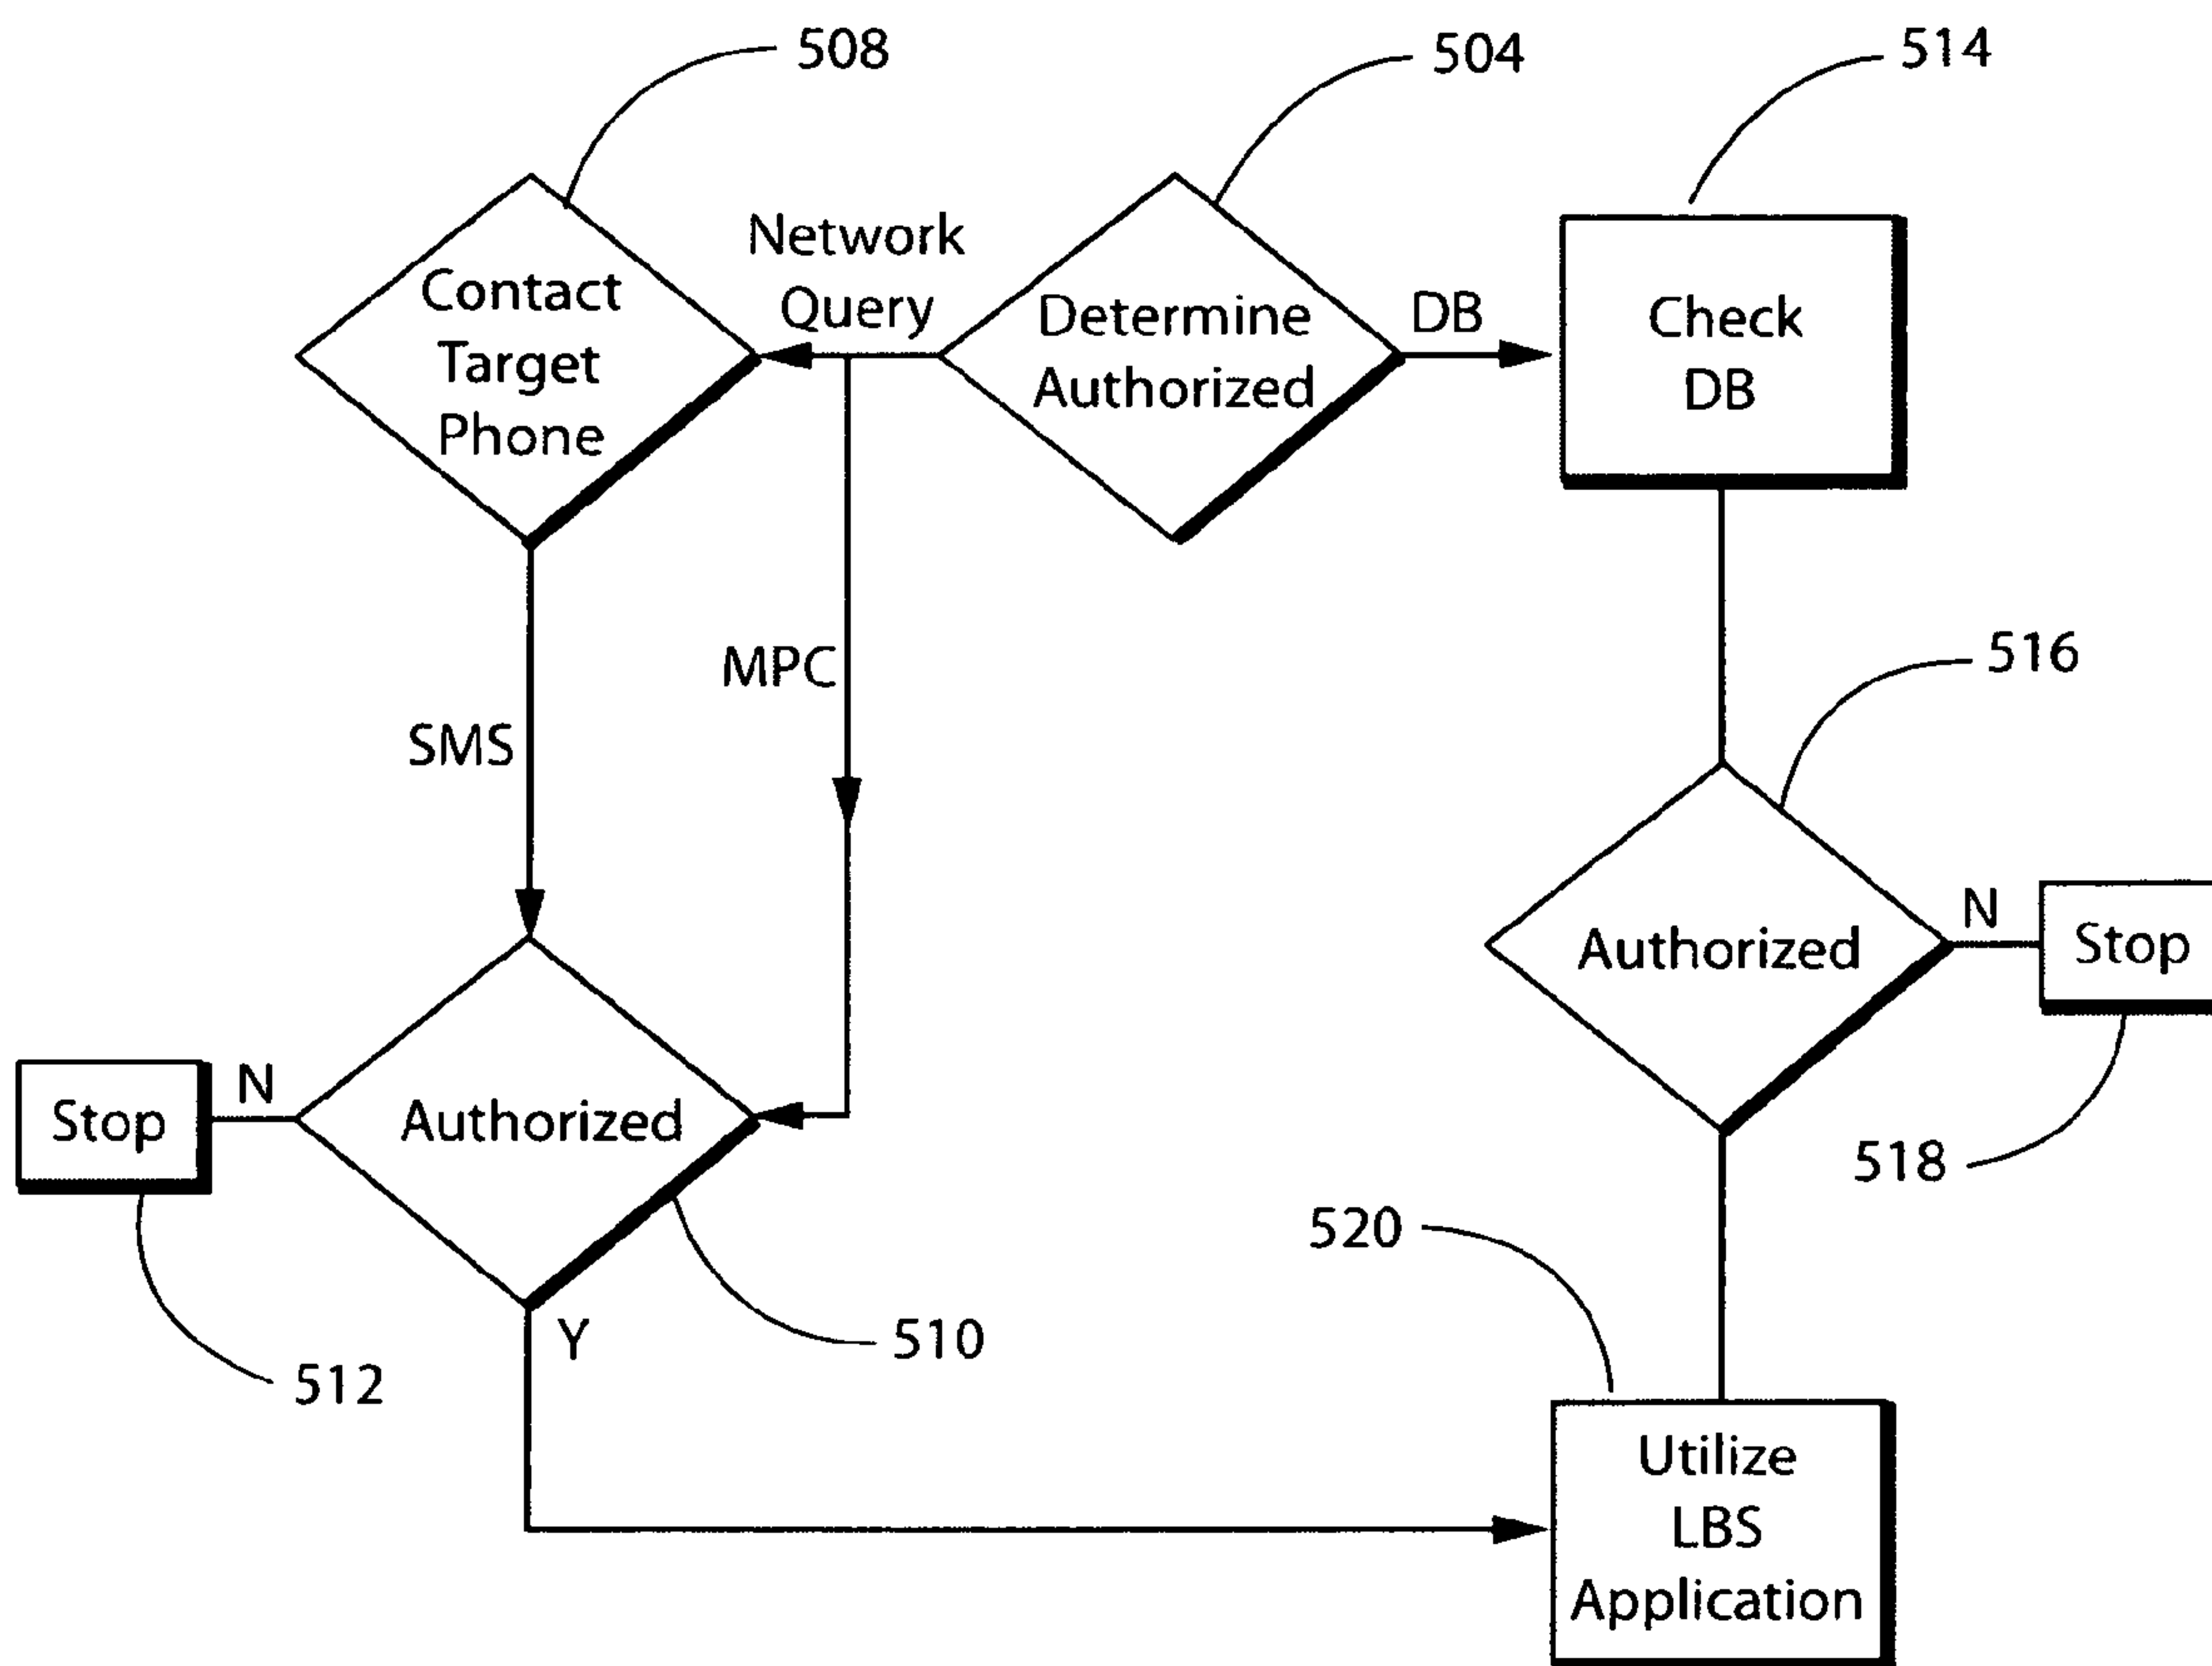 508
504
514
Contact
Target
Phone
Network
Query
Determine
Authorized
DB
Check
DB
SMS
MPC
516
Authorized
N
Stop
518
Stop
N
Authorized
Y
510
512
520
Utilize
LBS
Application